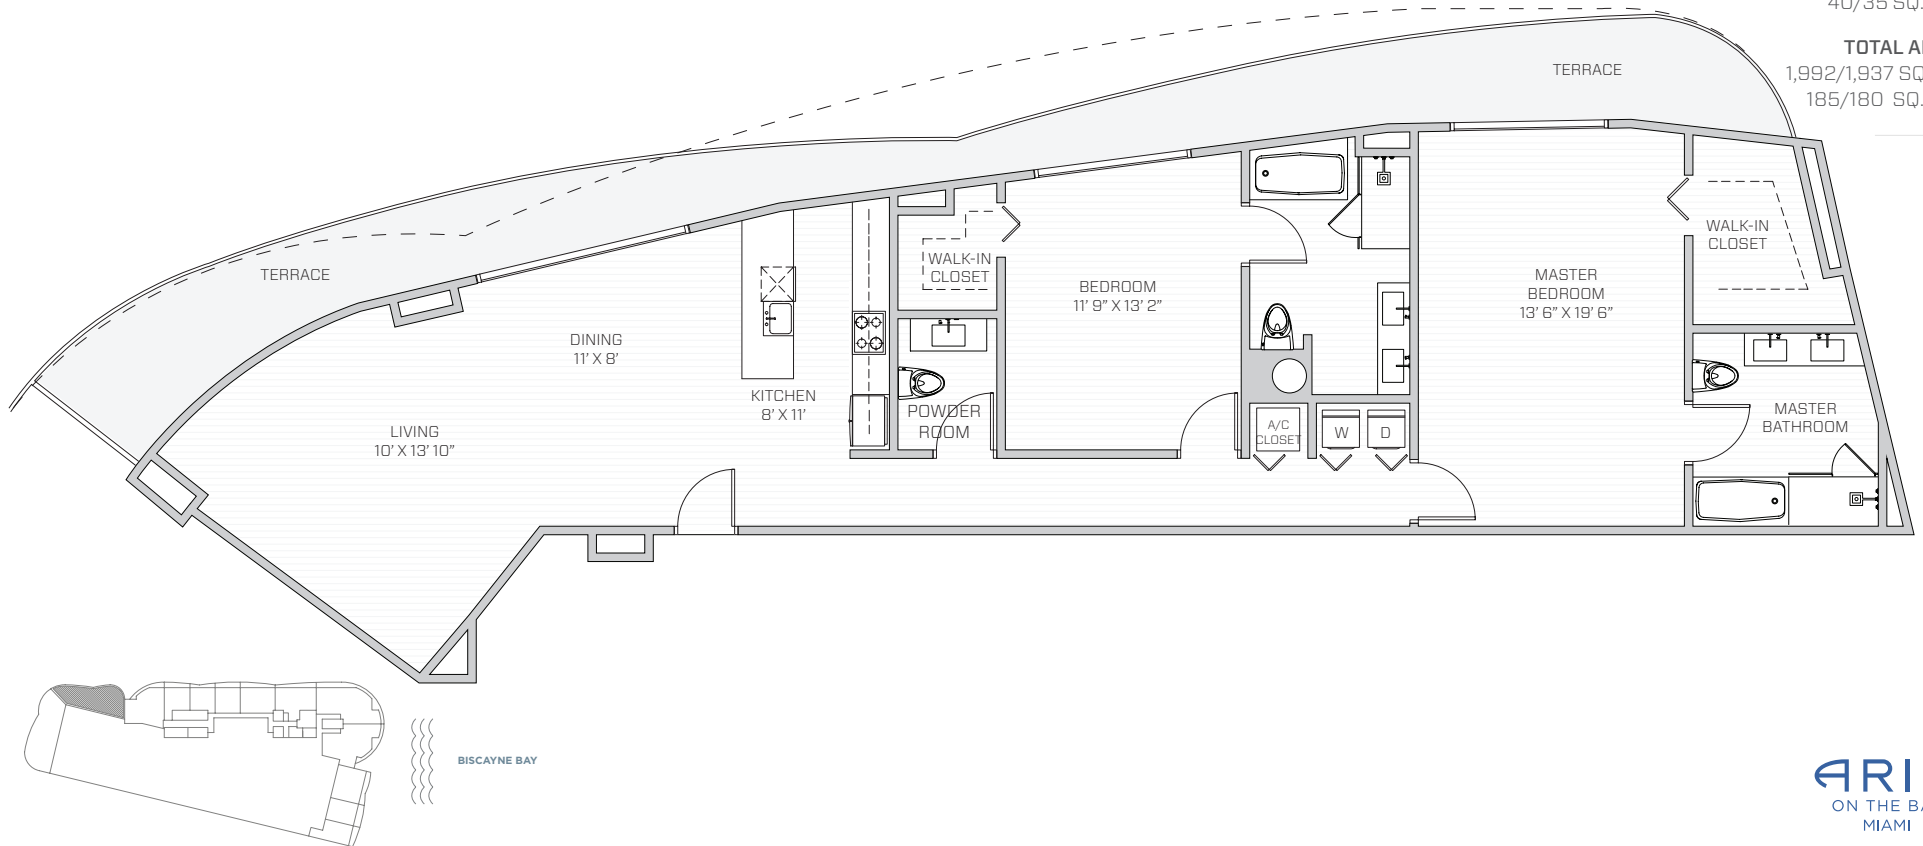 40/35 SQ.
TOTAL
1,992/1,937
185/180 SQ.
TERRACE
TERRACE
WALK-IN
CLOSET
WALK-IN
CLOSET
BEDROOM
11' 9" X 13' 2"
MASTER
BEDROOM
13' 6" X 19' 6"
DINING
11' X 8'
KITCHEN
8' X 11'
LIVING
10' X 13' 10"
POWDER
ROOM
A/C
CLOSET
W
D
MASTER
BATHROOM
BISCAYNE BAY
ON THE
MIAMI